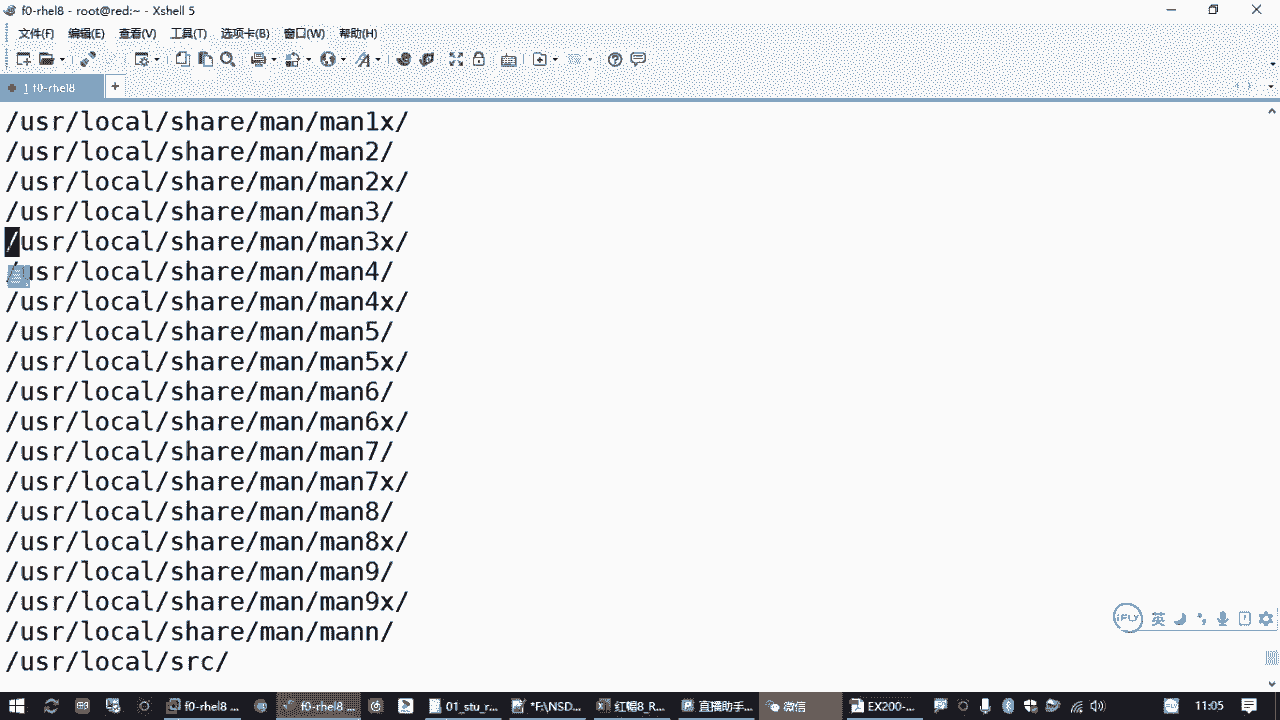 f0-rhel8 - root@red:~ - Xshell 5
文件(F) 编辑(E) 查看(V) 工具(T) 选项卡(B) 窗口(W) 帮助(H)
1 f0-rhel8
/usr/local/share/man/man1x/
/usr/local/share/man/man2/
/usr/local/share/man/man2x/
/usr/local/share/man/man3/
/usr/local/share/man/man3x/
/usr/local/share/man/man4/
/usr/local/share/man/man4x/
/usr/local/share/man/man5/
/usr/local/share/man/man5x/
/usr/local/share/man/man6/
/usr/local/share/man/man6x/
/usr/local/share/man/man7/
/usr/local/share/man/man7x/
/usr/local/share/man/man8/
/usr/local/share/man/man8x/
/usr/local/share/man/man9/
/usr/local/share/man/man9x/
/usr/local/share/man/mann/
/usr/local/src/
iFLY 英
f0-rhel8 ... f0-rhel8 ... 01_stu_r... *F:\NSD... 红帽8_R... 直播助手... 微信 EX200-... 11:05